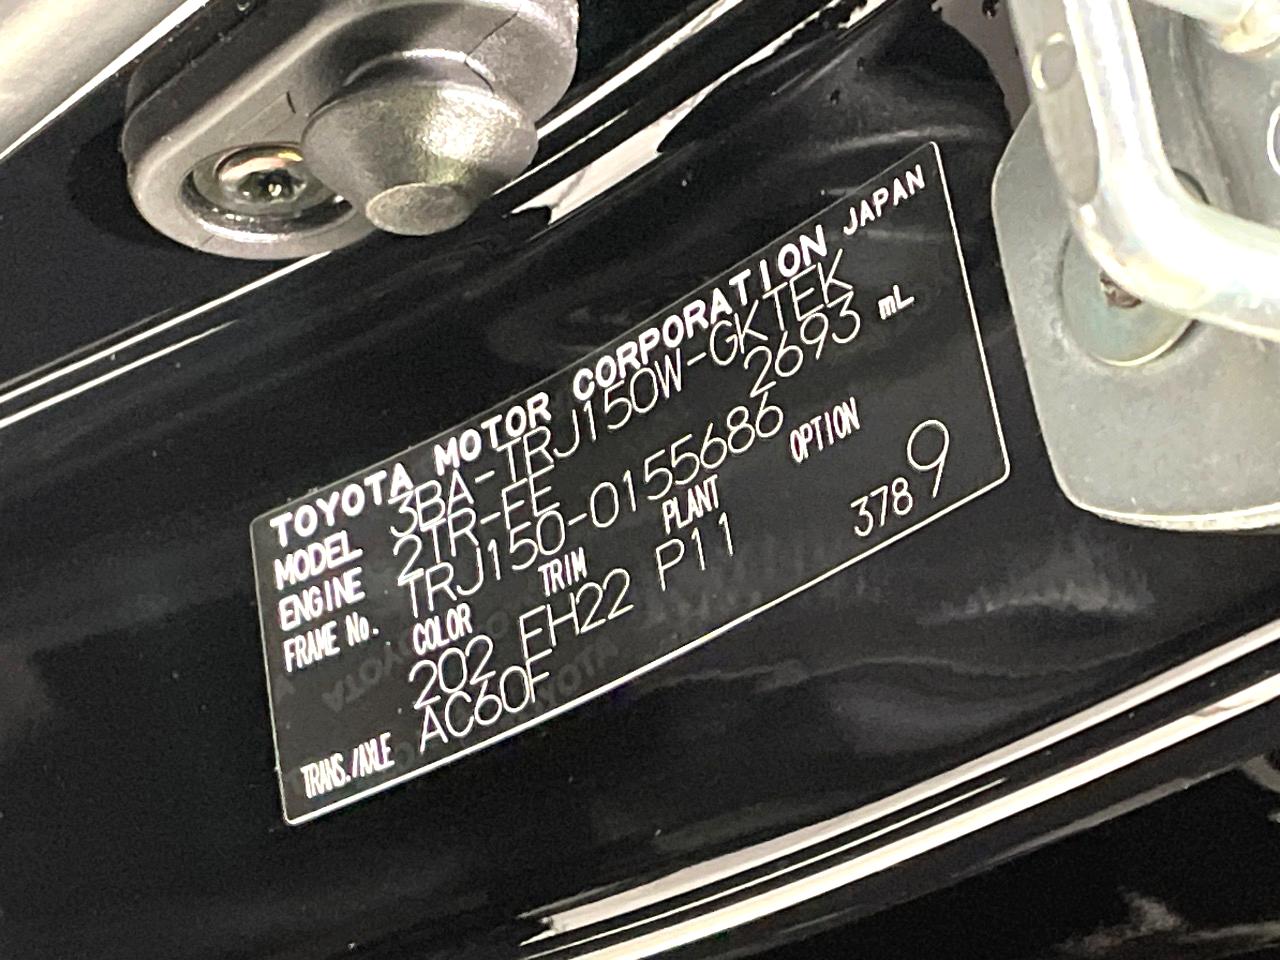 TOYOTA MOTOR CORPORATION JAPAN
MODEL 3BA-TRJ150W-GKTEK
ENGINE 2TR-FE 2693 mL
FRAME No. TRJ150-0155686
COLOR TRIM PLANT OPTION
202 EH22 P11 378 9
TRANS./AXLE AC60F